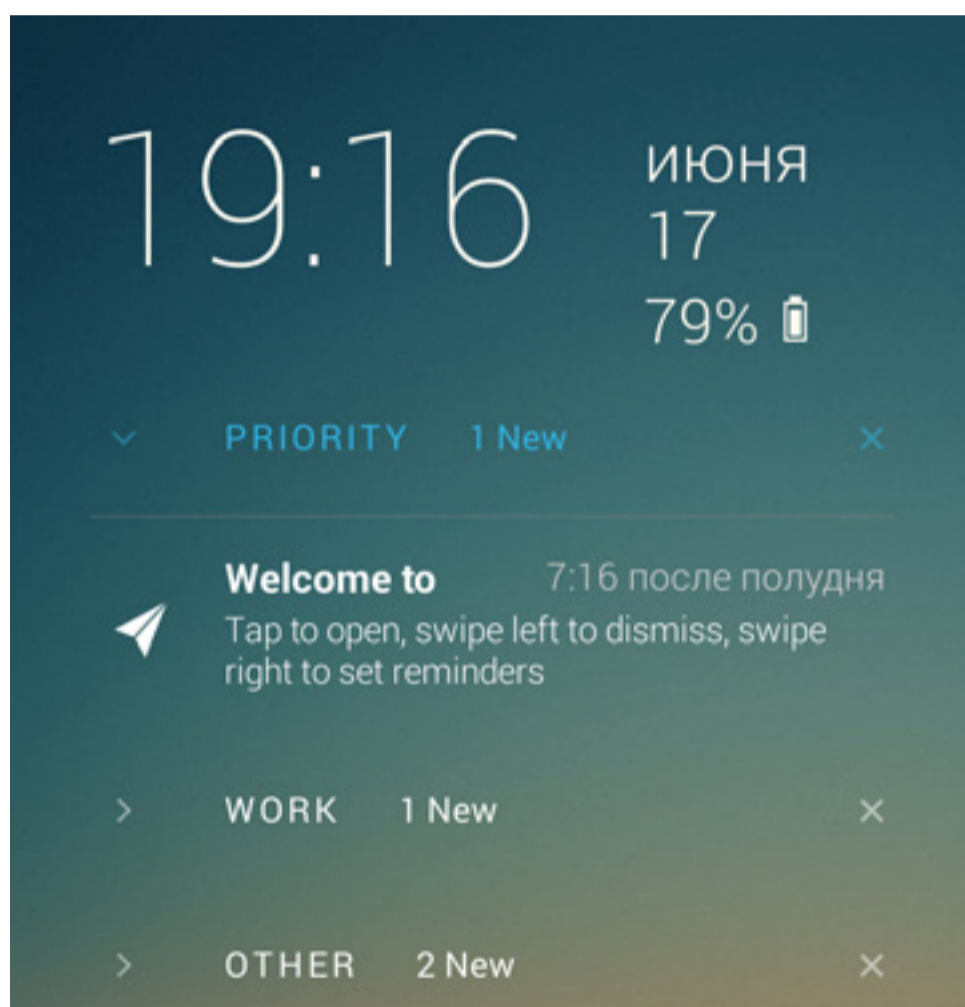 19:16
июня
17
79%
PRIORITY 1 New
Welcome to 7:16 после полудня
Tap to open, swipe left to dismiss, swipe
right to set reminders
WORK 1 New
OTHER 2 New